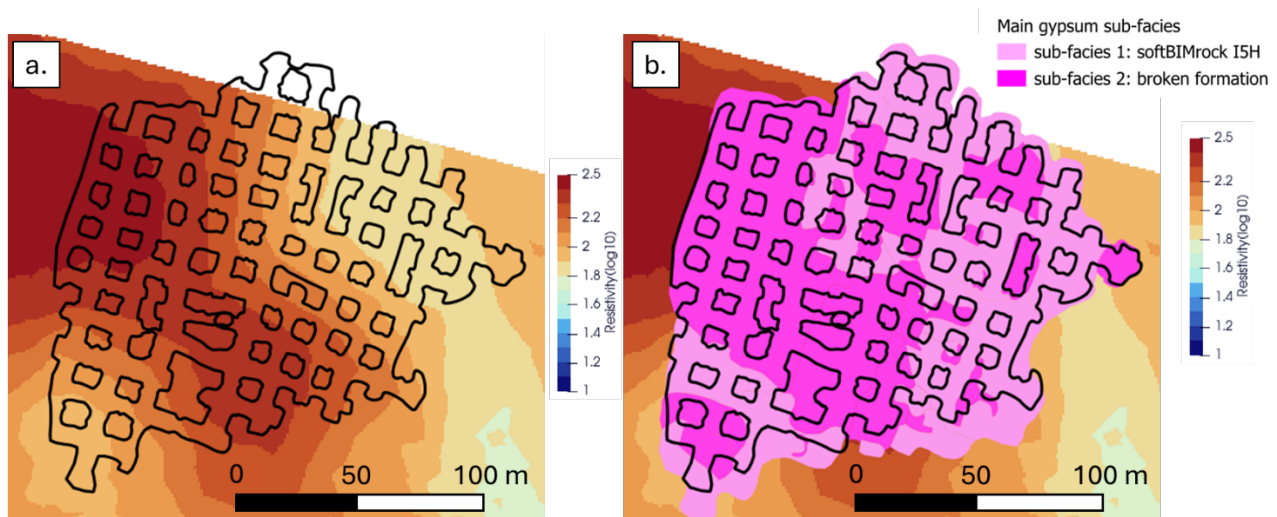 a.
2.5
2.2
2
1.8
1.6
1.4
1.2
1
Resistivity(log10)
0 50 100 m
b.
Main gypsum sub-facies
sub-facies 1: softBIMrock I5H
sub-facies 2: broken formation
2.5
2.2
2
1.8
1.6
1.4
1.2
1
Resistivity(log10)
0 50 100 m